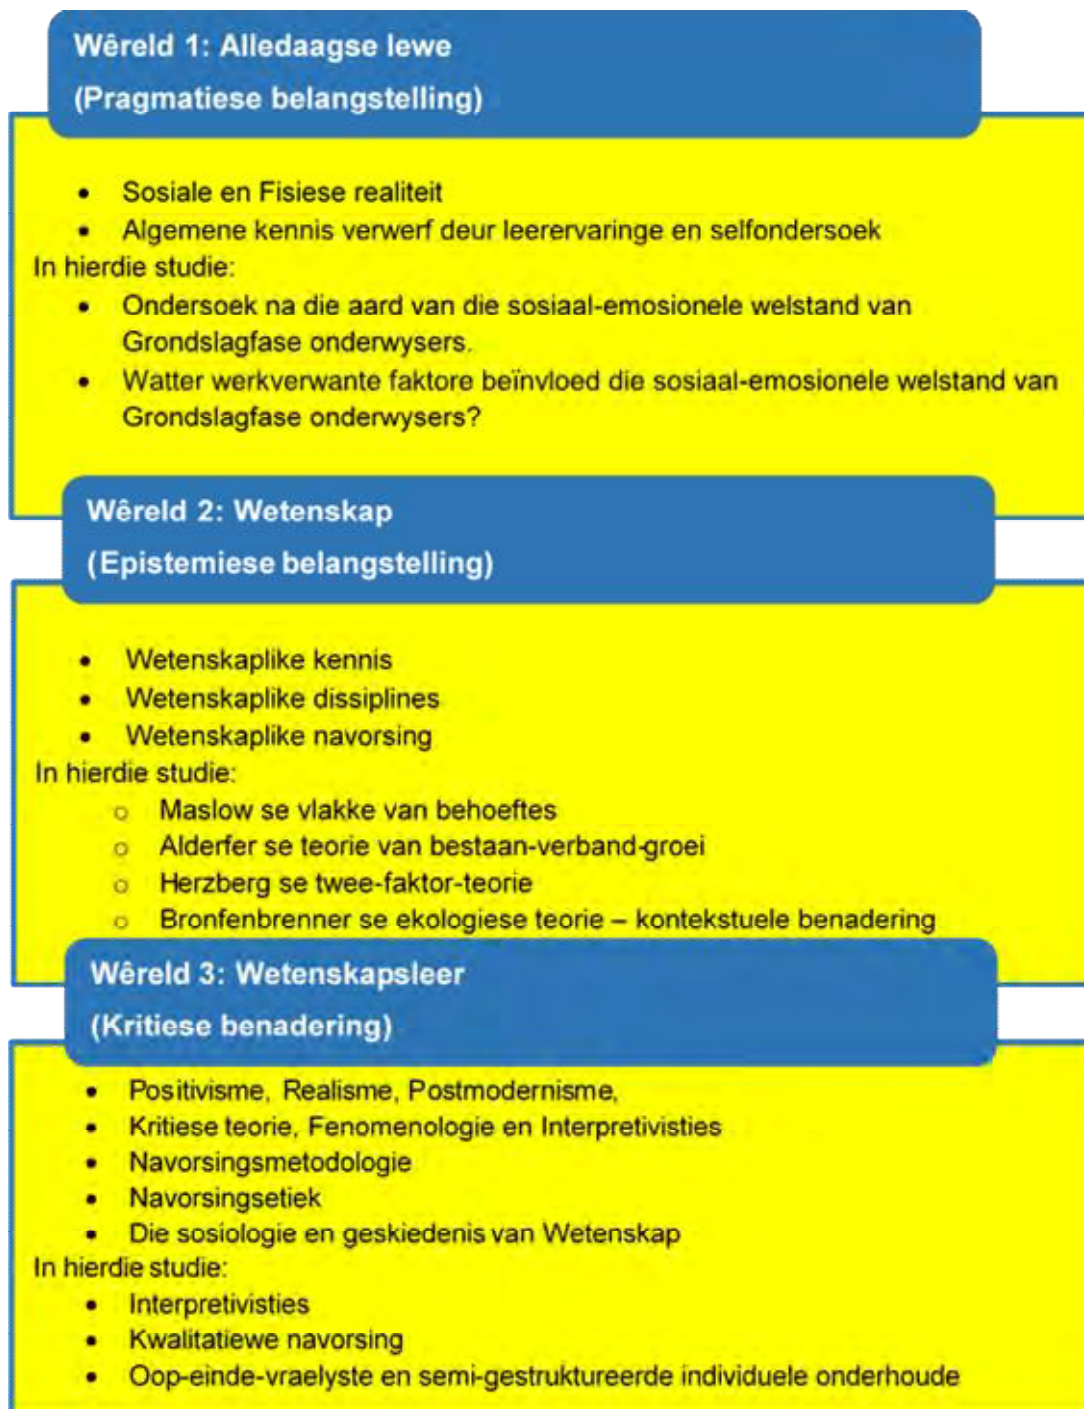 Wêreld 1: Alledaagse lewe
(Pragmatiese belangstelling)
• Sosiale en Fisiese realiteit
• Algemene kennis verwerf deur leerervaringe en selfondersoek
In hierdie studie:
• Ondersoek na die aard van die sosiaal-emosionele welstand van
Grondslagfase onderwysers.
• Watter werkverwante faktore beïnvloed die sosiaal-emosionele welstand van
Grondslagfase onderwysers?
Wêreld 2: Wetenskap
(Epistemiese belangstelling)
• Wetenskaplike kennis
• Wetenskaplike dissiplines
• Wetenskaplike navorsing
In hierdie studie:
o Maslow se vlakke van behoeftes
o Alderfer se teorie van bestaan-verband-groei
o Herzberg se twee-faktor-teorie
o Bronfenbrenner se ekologiese teorie – kontekstuele benadering
Wêreld 3: Wetenskapsleer
(Kritiese benadering)
• Positivisme, Realisme, Postmodernisme,
• Kritiese teorie, Fenomenologie en Interpretivisties
• Navorsingsmetodologie
• Navorsingsetiek
• Die sosiologie en geskiedenis van Wetenskap
In hierdie studie:
• Interpretivisties
• Kwalitatiewe navorsing
• Oop-einde-vraelyste en semi-gestruktureerde individuele onderhoude